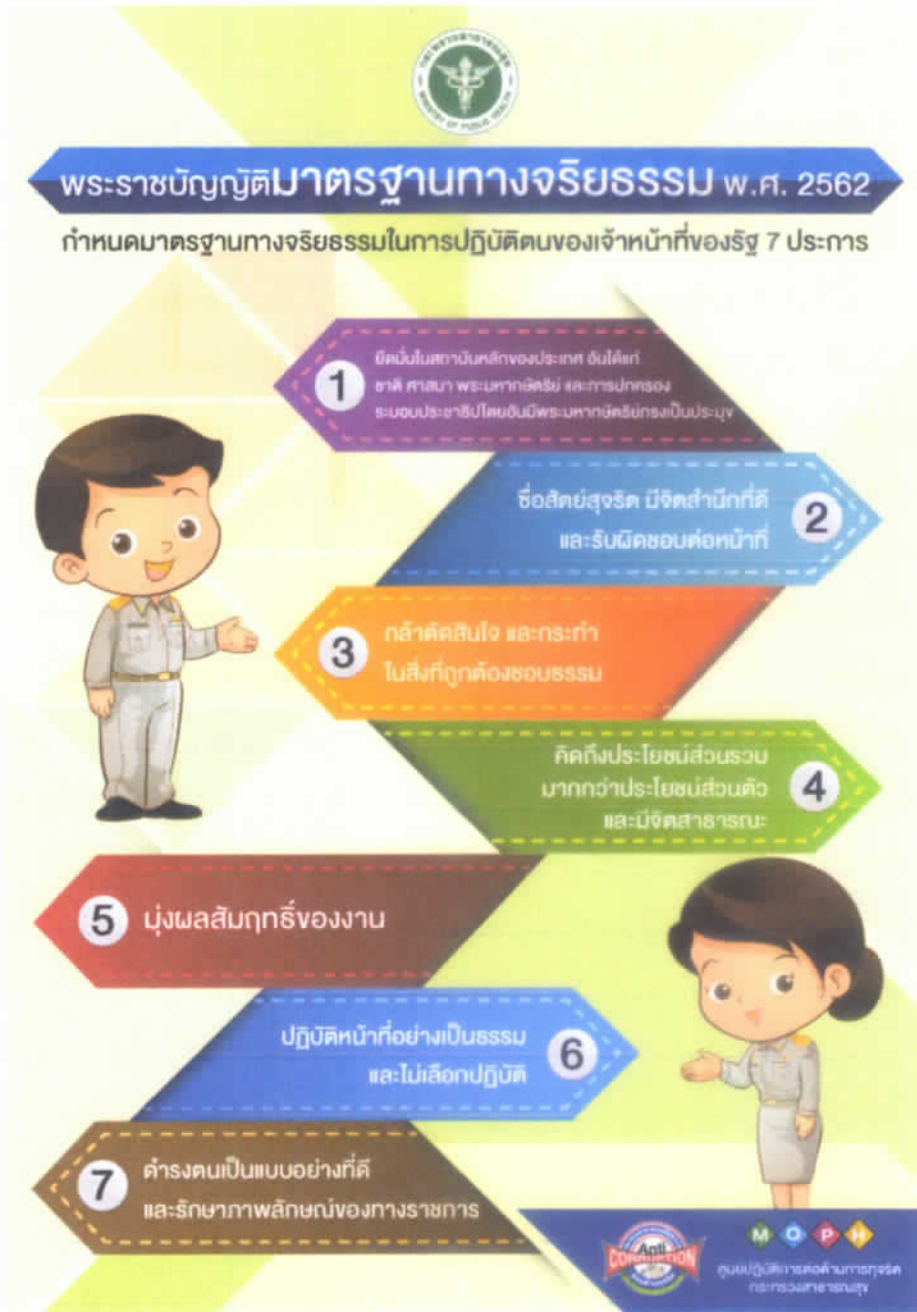 กระทรวงสาธารณสุข
MINISTRY OF PUBLIC HEALTH
พระราชบัญญัติมาตรฐานทางจริยธรรม พ.ศ. 2562
กำหนดมาตรฐานทางจริยธรรมในการปฏิบัติตนของเจ้าหน้าที่ของรัฐ 7 ประการ
1
ยึดมั่นในสถาบันหลักของประเทศ อันได้แก่
ชาติ ศาสนา พระมหากษัตริย์ และการปกครอง
ระบอบประชาธิปไตยอันมีพระมหากษัตริย์ทรงเป็นประมุข
ซื่อสัตย์สุจริต มีจิตสำนึกที่ดี
และรับผิดชอบต่อหน้าที่
2
3
กล้าตัดสินใจ และกระทำ
ในสิ่งที่ถูกต้องชอบธรรม
คิดถึงประโยชน์ส่วนรวม
มากกว่าประโยชน์ส่วนตัว
และมีจิตสาธารณะ
4
5 มุ่งผลสัมฤทธิ์ของงาน
ปฏิบัติหน้าที่อย่างเป็นธรรม
และไม่เลือกปฏิบัติ
6
7
ดำรงตนเป็นแบบอย่างที่ดี
และรักษาภาพลักษณ์ของทางราชการ
Anti
CORRUPTION
MOPH
ศูนย์ปฏิบัติการต่อต้านการทุจริต
กระทรวงสาธารณสุข